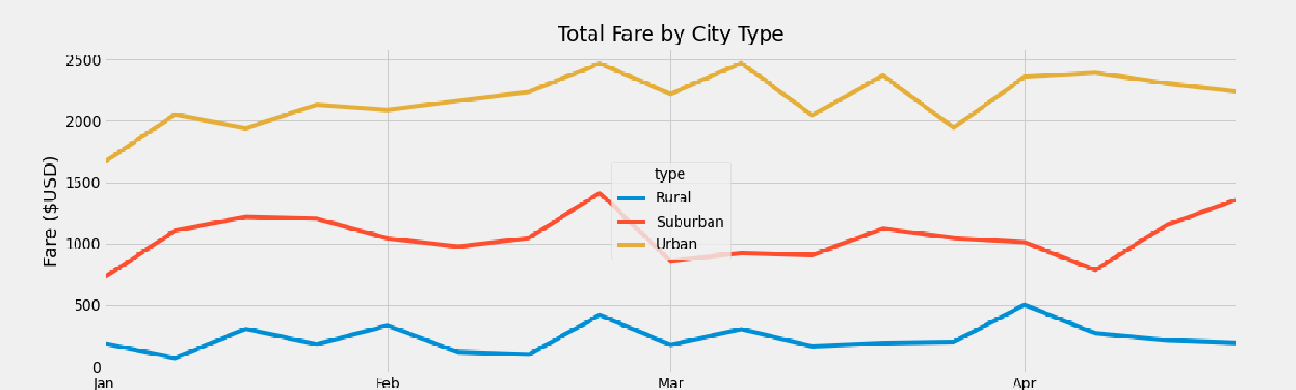 Total Fare by City Type
Fare ($USD)
2500
2000
1500
1000
500
0
type
Rural
Suburban
Urban
Jan
Feb
Mar
Apr